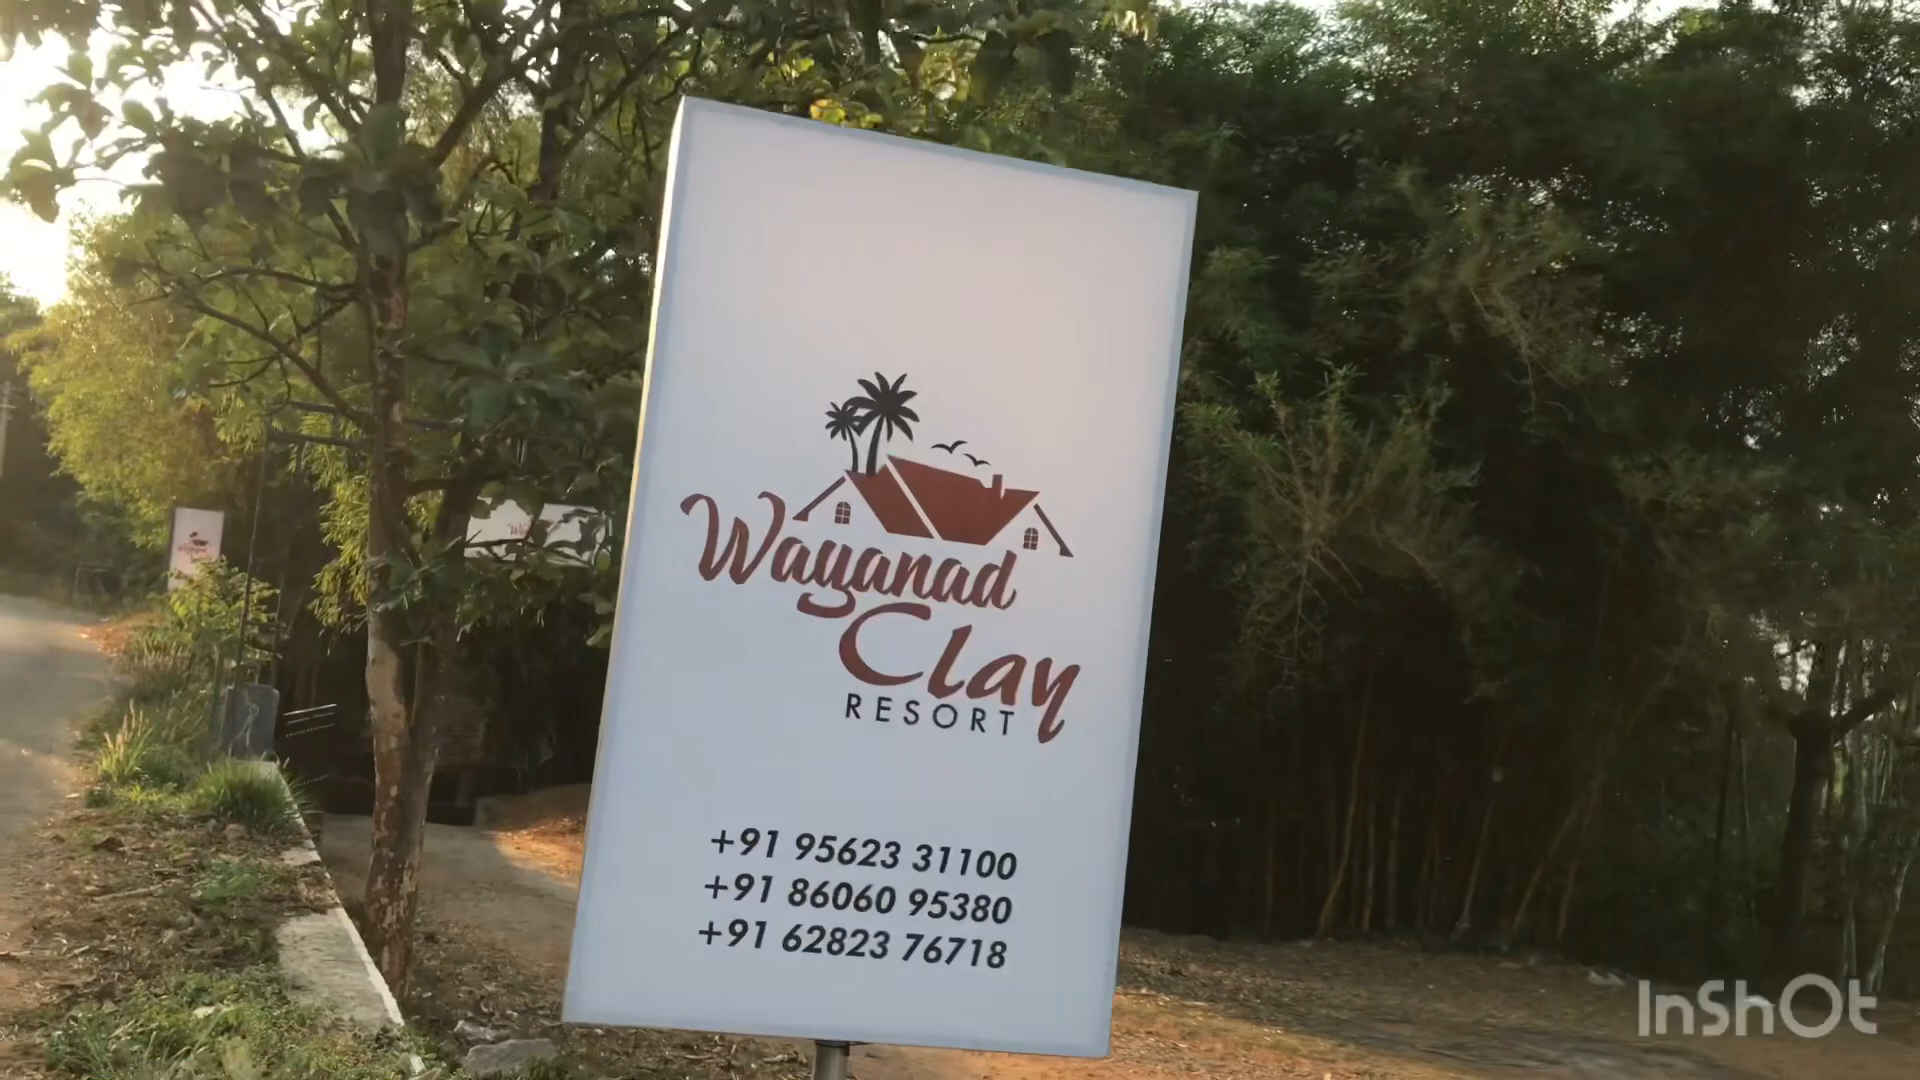 Wayanad
Clay
RESORT
+91 95623 31100
+91 86060 95380
+91 62823 76718
InShOt